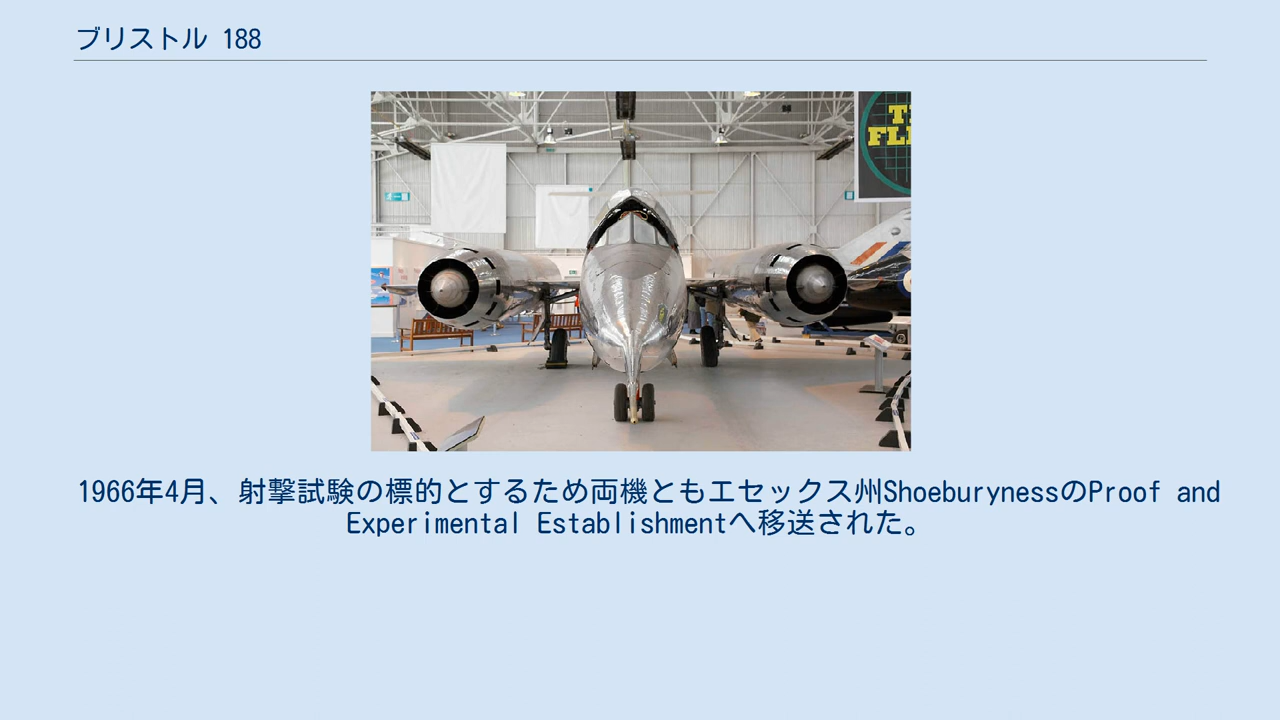 ブリストル 188
1966年4月、射撃試験の標的とするため両機ともエセックス州ShoeburynessのProof and
Experimental Establishmentへ移送された。